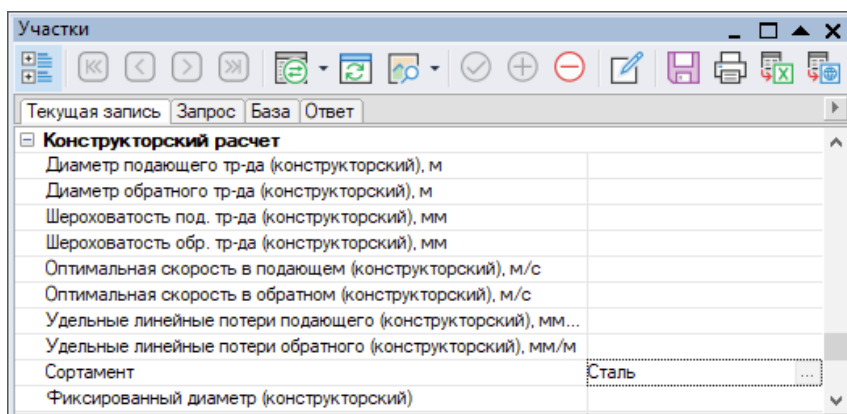 Участки
Текущая запись Запрос База Ответ
Конструкторский расчет
Диаметр подающего тр-да (конструкторский), м
Диаметр обратного тр-да (конструкторский), м
Шероховатость под. тр-да (конструкторский), мм
Шероховатость обр. тр-да (конструкторский), мм
Оптимальная скорость в подающем (конструкторский), м/с
Оптимальная скорость в обратном (конструкторский), м/с
Удельные линейные потери подающего (конструкторский), мм...
Удельные линейные потери обратного (конструкторский), мм/м
Сортамент Сталь ...
Фиксированный диаметр (конструкторский)